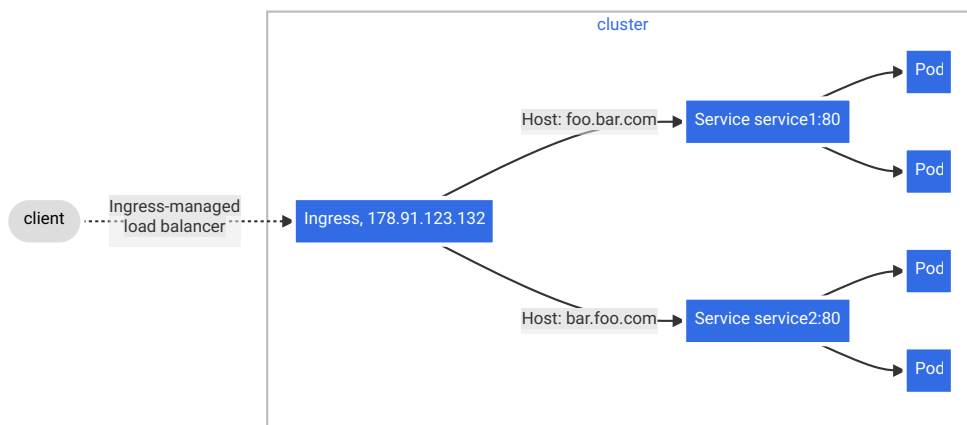 cluster
Pod
Host: foo.bar.com
Service service1:80
Pod
client
Ingress-managed
load balancer
Ingress, 178.91.123.132
Pod
Host: bar.foo.com
Service service2:80
Pod